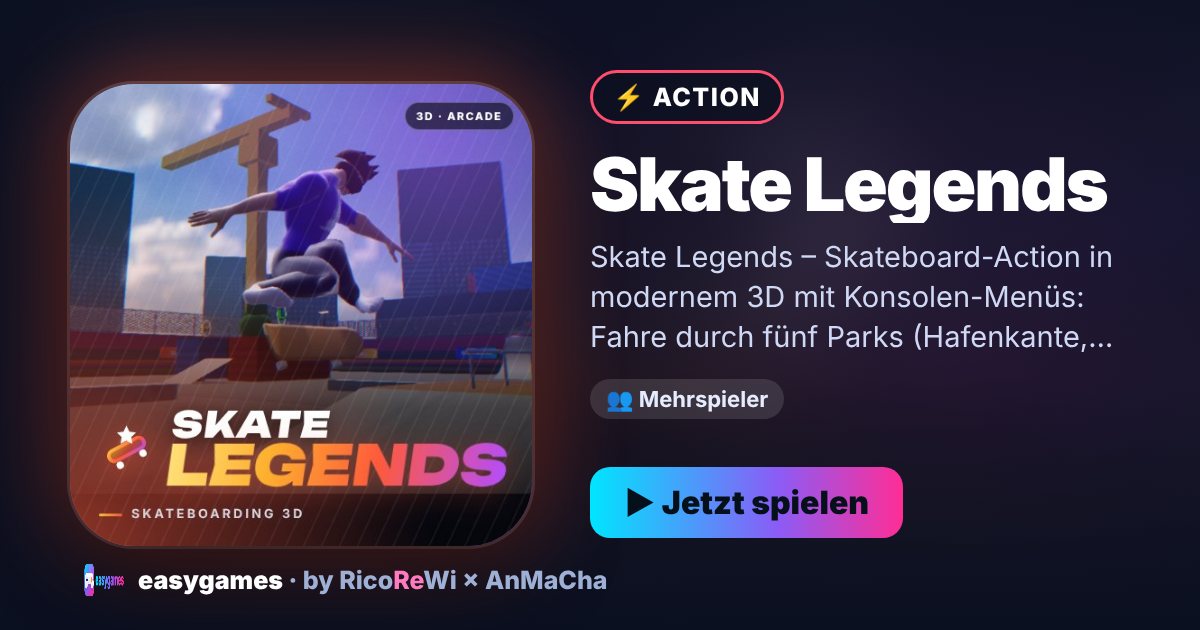 3D · ARCADE
SKATE
LEGENDS
SKATEBOARDING 3D
⚡ ACTION
Skate Legends
Skate Legends – Skateboard-Action in
modernem 3D mit Konsolen-Menüs:
Fahre durch fünf Parks (Hafenkante,...
👥 Mehrspieler
▶ Jetzt spielen
easygames
easygames · by RicoReWi × AnMaCha